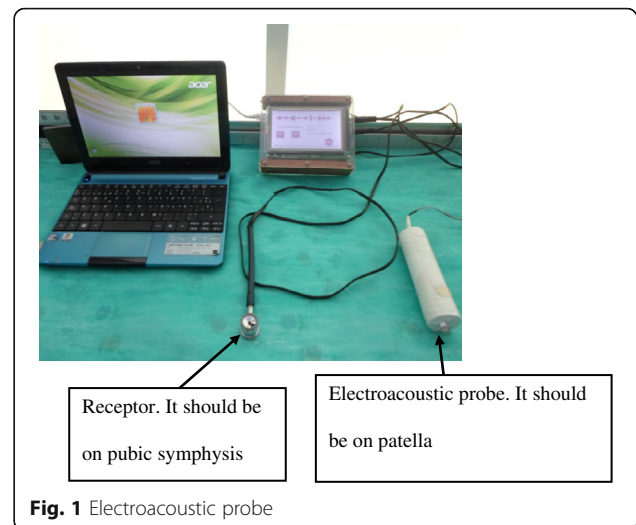 acer
Receptor. It should be
on pubic symphysis
Electroacoustic probe. It should
be on patella
Fig. 1 Electroacoustic probe